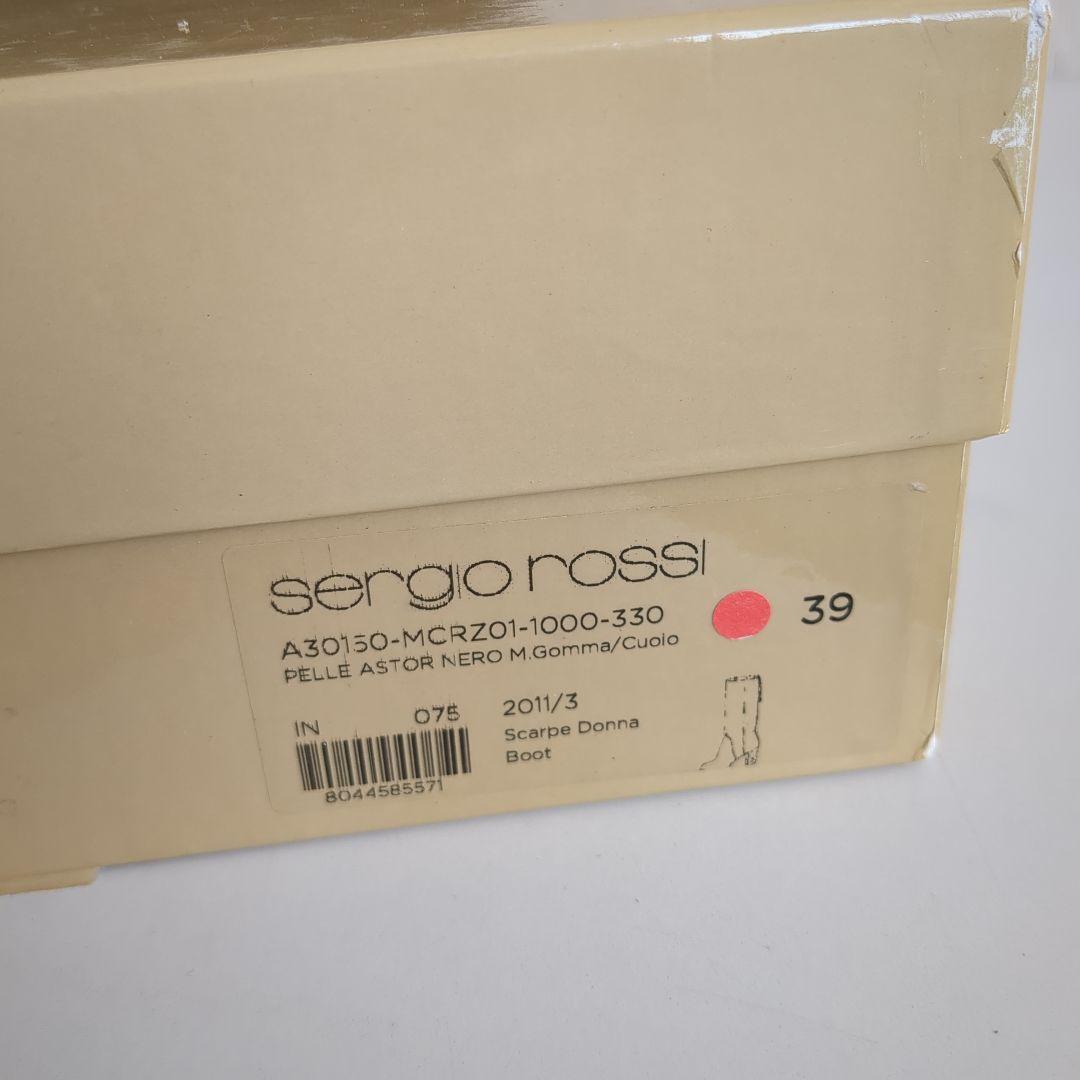 sergio rossi
A30150-MCRZ01-1000-330
39
PELLE ASTOR NERO M.Gomma/Cuoio
IN 075
2011/3
Scarpe Donna
Boot
8044585571